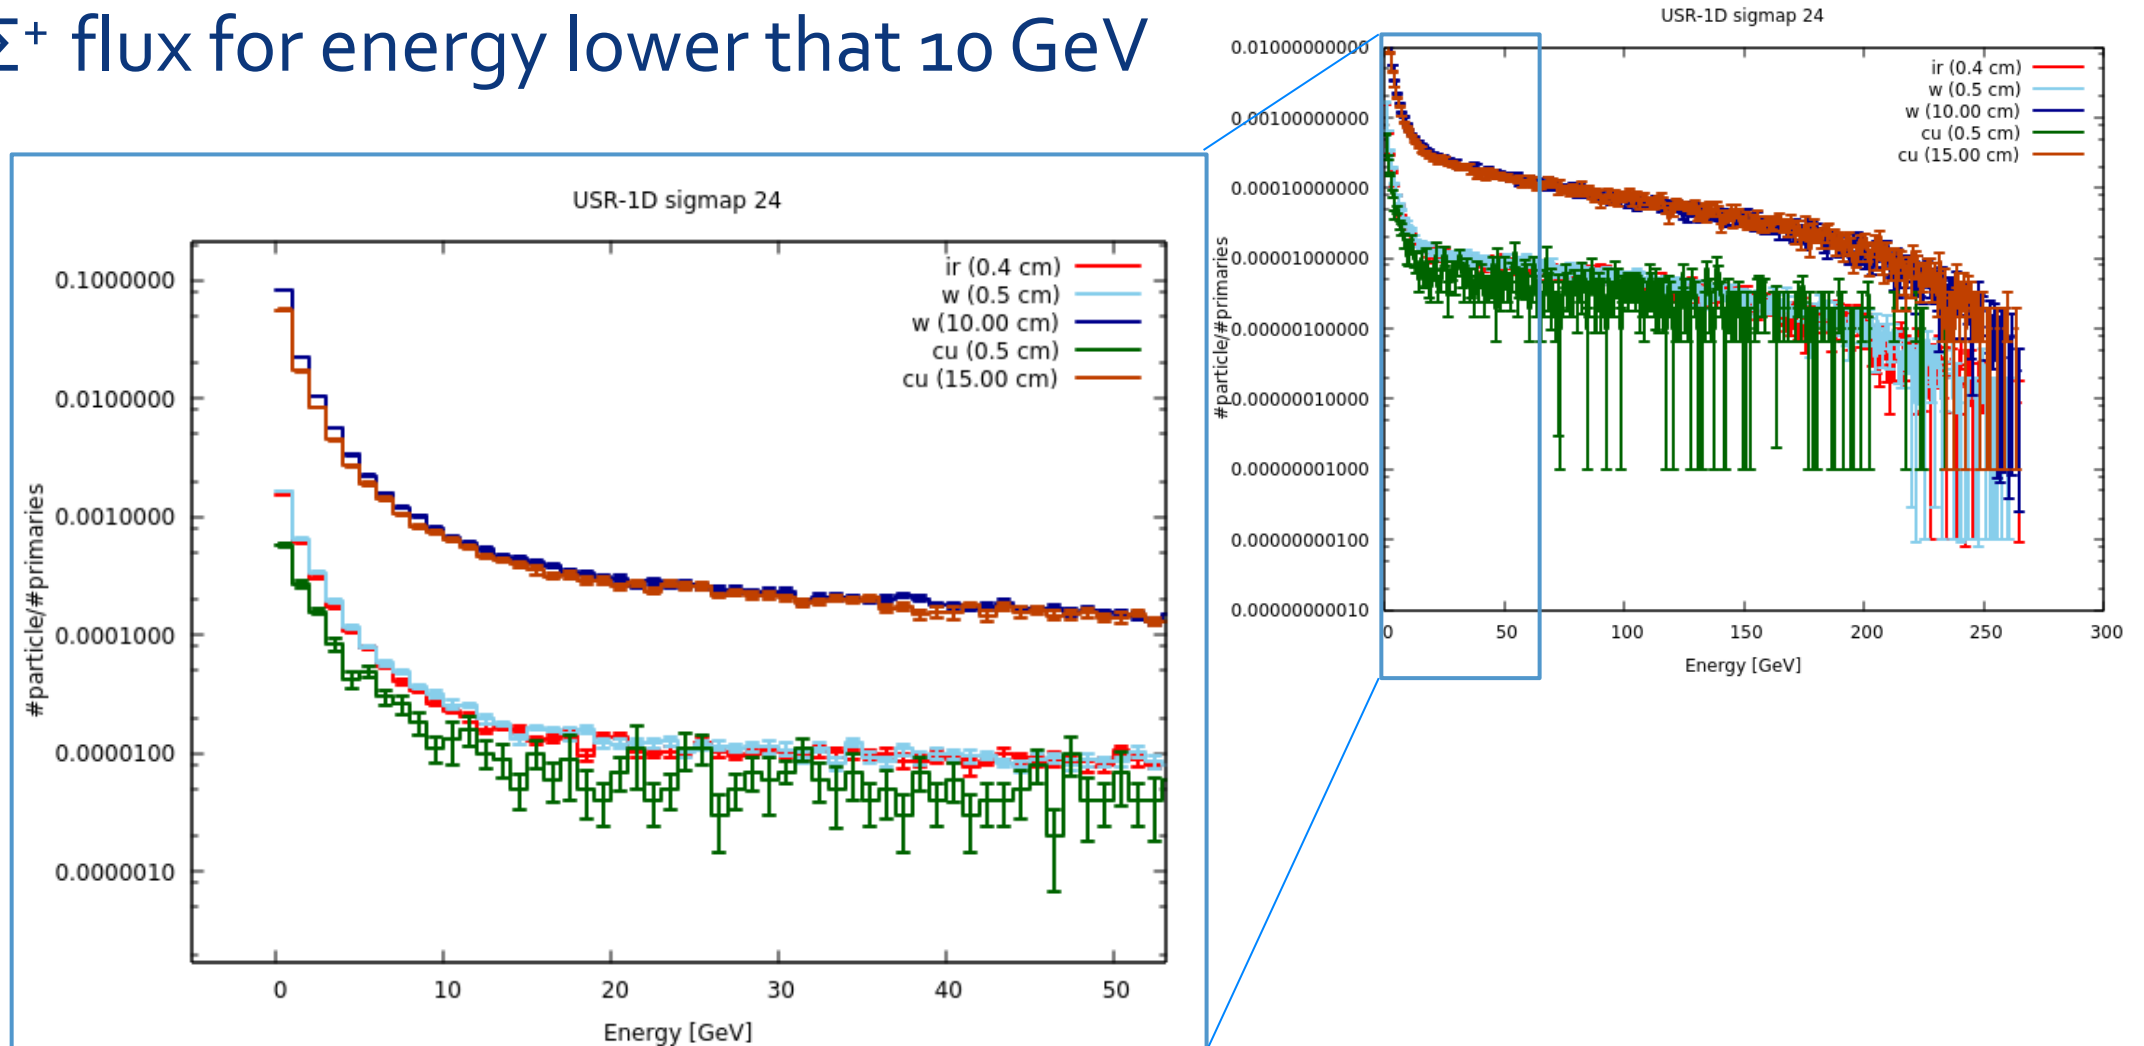 Σ⁺ flux for energy lower that 10 GeV
USR-1D sigmap 24
ir (0.4 cm)
w (0.5 cm)
w (10.00 cm)
cu (0.5 cm)
cu (15.00 cm)
0.1000000
0.0100000
0.0010000
0.0001000
0.0000100
0.0000010
#particle/#primaries
0 10 20 30 40 50
Energy [GeV]
USR-1D sigmap 24
ir (0.4 cm)
w (0.5 cm)
w (10.00 cm)
cu (0.5 cm)
cu (15.00 cm)
0.01000000000
0.00100000000
0.00010000000
0.00001000000
0.00000100000
0.00000010000
0.00000001000
0.00000000100
0.00000000010
#particle/#primaries
0 50 100 150 200 250 300
Energy [GeV]